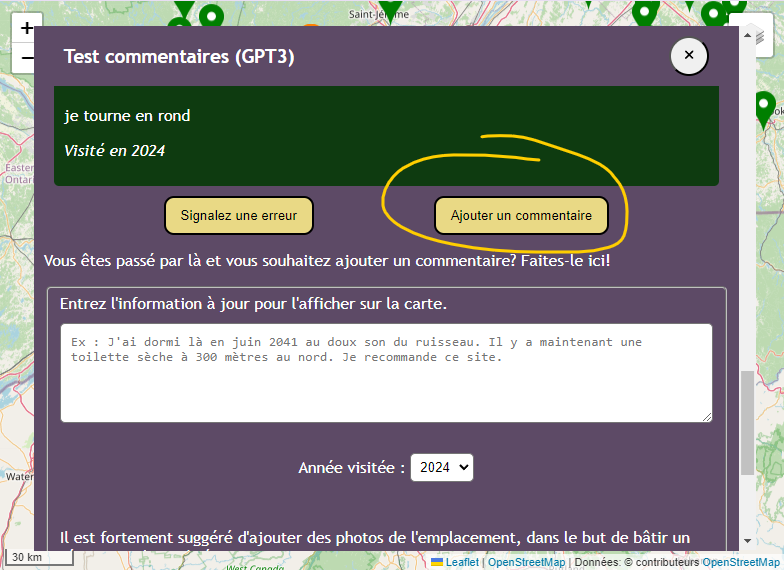 Saint-Jérôme
+
−
Test commentaires (GPT3)
×
je tourne en rond
Visité en 2024
Eastern
Ontario
Signalez une erreur
Ajouter un commentaire
Vous êtes passé par là et vous souhaitez ajouter un commentaire? Faites-le ici!
Entrez l'information à jour pour l'afficher sur la carte.
Ex : J'ai dormi là en juin 2041 au doux son du ruisseau. Il y a maintenant une
toilette sèche à 300 mètres au nord. Je recommande ce site.
Année visitée : 2024
Water
Il est fortement suggéré d'ajouter des photos de l'emplacement, dans le but de bâtir un
30 km
Leaflet | OpenStreetMap | Données: © contributeurs OpenStreetMap